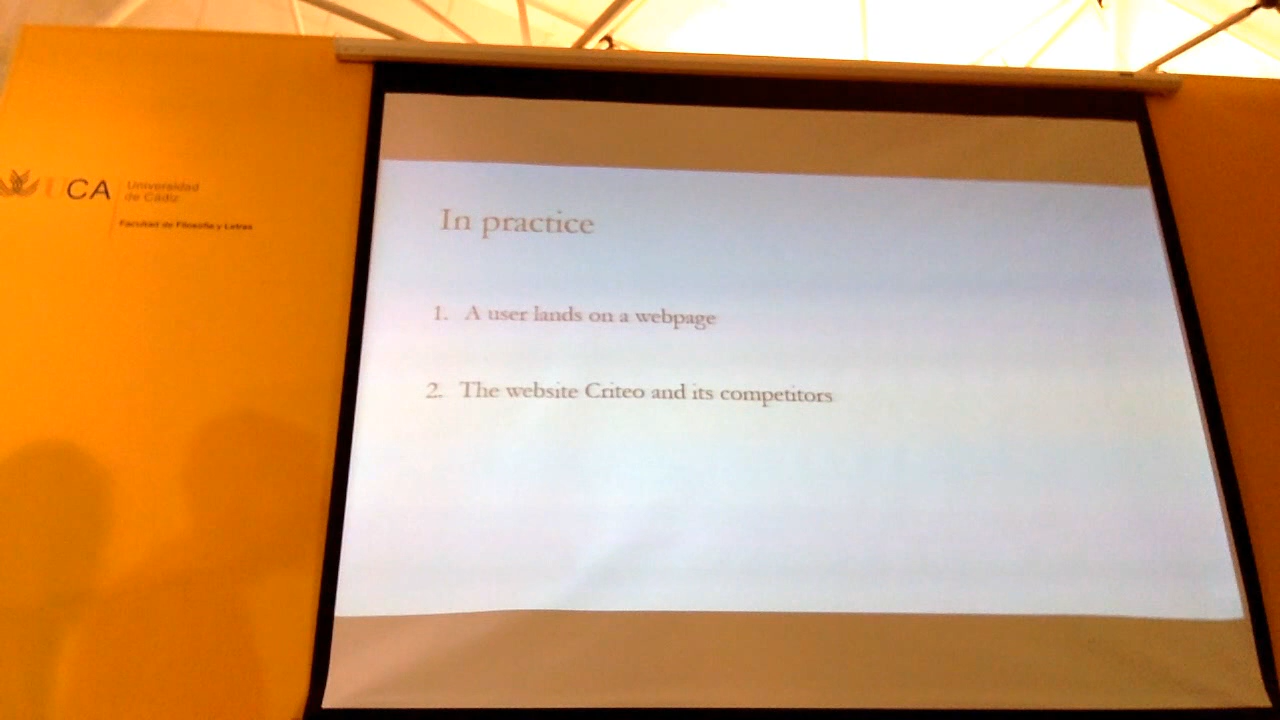 UCA
Universidad
de Cádiz
Facultad de Filosofía y Letras
In practice
1. A user lands on a webpage
2. The website Criteo and its competitors